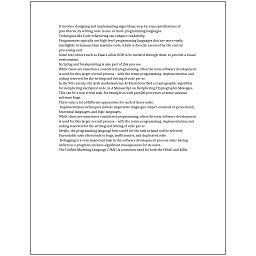 It involves designing and implementing algorithms, step-by-step specifications of
procedures, by writing code in one or more programming languages.
Techniques like Code refactoring can enhance readability.
Programmers typically use high-level programming languages that are more easily
intelligible to humans than machine code, which is directly executed by the central
processing unit.
Some text editors such as Emacs allow GDB to be invoked through them, to provide a visual
environment.
Scripting and breakpointing is also part of this process.
While these are sometimes considered programming, often the term software development
is used for this larger overall process – with the terms programming, implementation, and
coding reserved for the writing and editing of code per se.
In the 9th century, the Arab mathematician Al-Kindi described a cryptographic algorithm
for deciphering encrypted code, in A Manuscript on Deciphering Cryptographic Messages.
This can be a non-trivial task, for example as with parallel processes or some unusual
software bugs.
There exist a lot of different approaches for each of those tasks.
Implementation techniques include imperative languages (object-oriented or procedural),
functional languages, and logic languages.
While these are sometimes considered programming, often the term software development
is used for this larger overall process – with the terms programming, implementation, and
coding reserved for the writing and editing of code per se.
Ideally, the programming language best suited for the task at hand will be selected.
Unreadable code often leads to bugs, inefficiencies, and duplicated code.
Debugging is a very important task in the software development process since having
defects in a program can have significant consequences for its users.
The Unified Modeling Language (UML) is a notation used for both the OOAD and MDA.